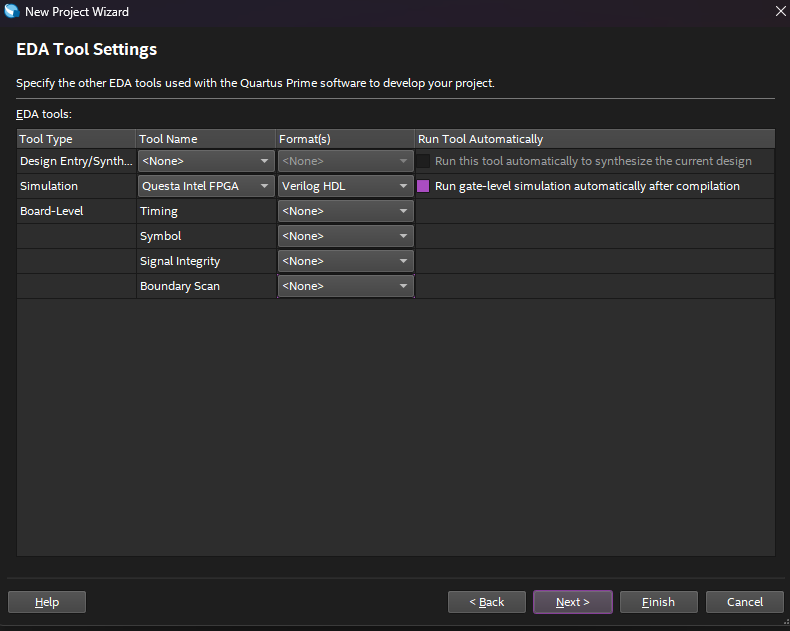 New Project Wizard
EDA Tool Settings
Specify the other EDA tools used with the Quartus Prime software to develop your project.
EDA tools:
Tool Type Tool Name Format(s) Run Tool Automatically
Design Entry/Synth... <None> <None> Run this tool automatically to synthesize the current design
Simulation Questa Intel FPGA Verilog HDL Run gate-level simulation automatically after compilation
Board-Level Timing <None>
Symbol <None>
Signal Integrity <None>
Boundary Scan <None>
Help < Back Next > Finish Cancel